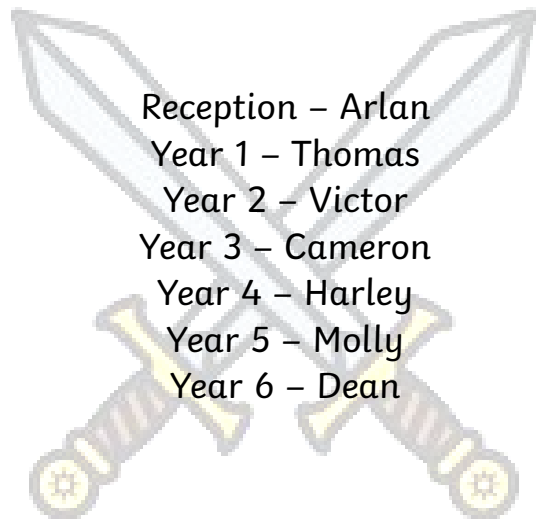 Reception – Arlan
Year 1 – Thomas
Year 2 – Victor
Year 3 – Cameron
Year 4 – Harley
Year 5 – Molly
Year 6 – Dean